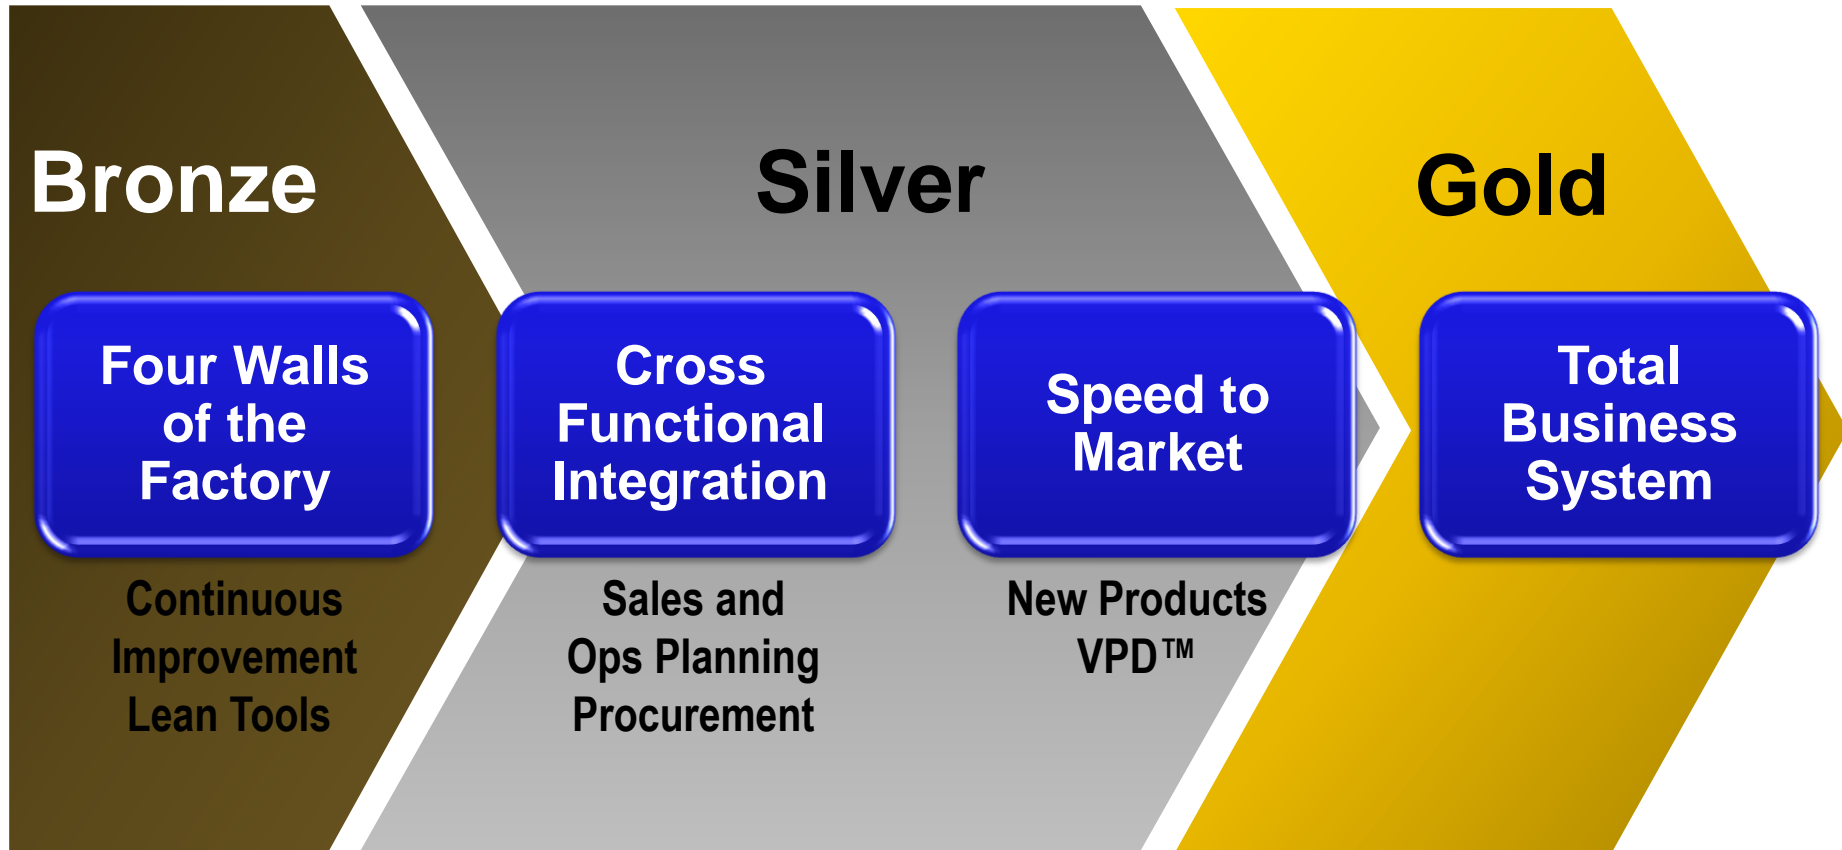 Bronze
Silver
Gold
Four Walls
of the
Factory
Cross
Functional
Integration
Speed to
Market
Total
Business
System
Continuous
Improvement
Lean Tools
Sales and
Ops Planning
Procurement
New Products
VPD™